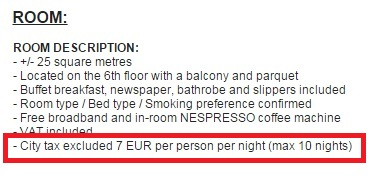 ROOM:
ROOM DESCRIPTION:
- +/- 25 square metres
- Located on the 6th floor with a balcony and parquet
- Buffet breakfast, newspaper, bathrobe and slippers included
- Room type / Bed type / Smoking preference confirmed
- Free broadband and in-room NESPRESSO coffee machine
- VAT included
- City tax excluded 7 EUR per person per night (max 10 nights)